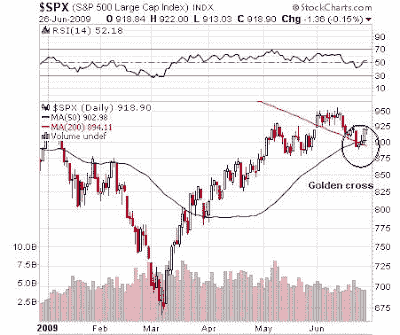 $SPX (S&P 500 Large Cap Index) INDX ©StockCharts.com
26-Jun-2009 O 918.84 H 922.00 L 913.03 C 918.90 Chg -1.36 (-0.15%)
RSI(14) 52.18
90
70
50
30
10
$SPX (Daily) 918.90
MA(50) 902.98
MA(200) 894.11
Volume undef
950
925
900
875
850
825
800
775
750
725
700
675
Golden cross
10.0B
7.5B
5.0B
2.5B
2009 Feb Mar Apr May Jun